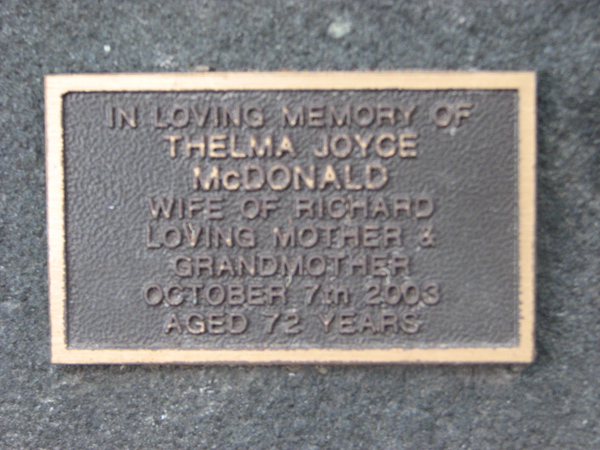 IN LOVING MEMORY OF
THELMA JOYCE
McDONALD
WIFE OF RICHARD
LOVING MOTHER &
GRANDMOTHER
OCTOBER 7th 2003
AGED 72 YEARS